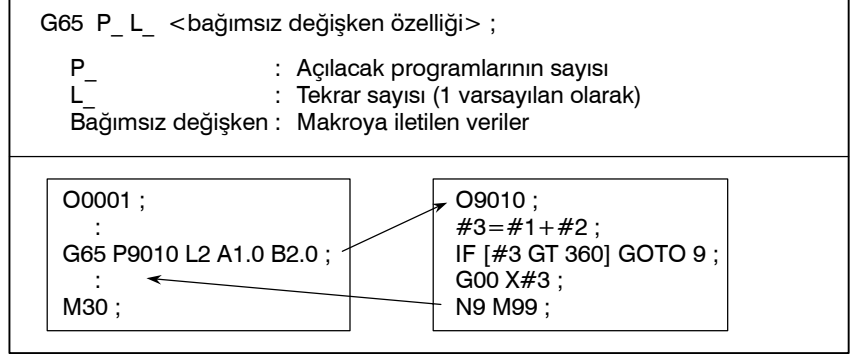 G65 P_ L_ <bağımsız değişken özelliği> ;
P_ : Açılacak programlarının sayısı
L_ : Tekrar sayısı (1 varsayılan olarak)
Bağımsız değişken : Makroya iletilen veriler
O0001 ;
:
G65 P9010 L2 A1.0 B2.0 ;
:
M30 ;
O9010 ;
#3=#1+#2 ;
IF [#3 GT 360] GOTO 9 ;
G00 X#3 ;
N9 M99 ;